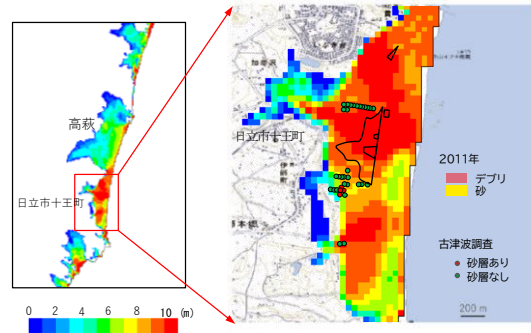 高萩
日立市十王町
0 2 4 6 8 10 (m)
日立市十王町
2011年
デブリ
砂
古津波調査
砂層あり
砂層なし
200 m